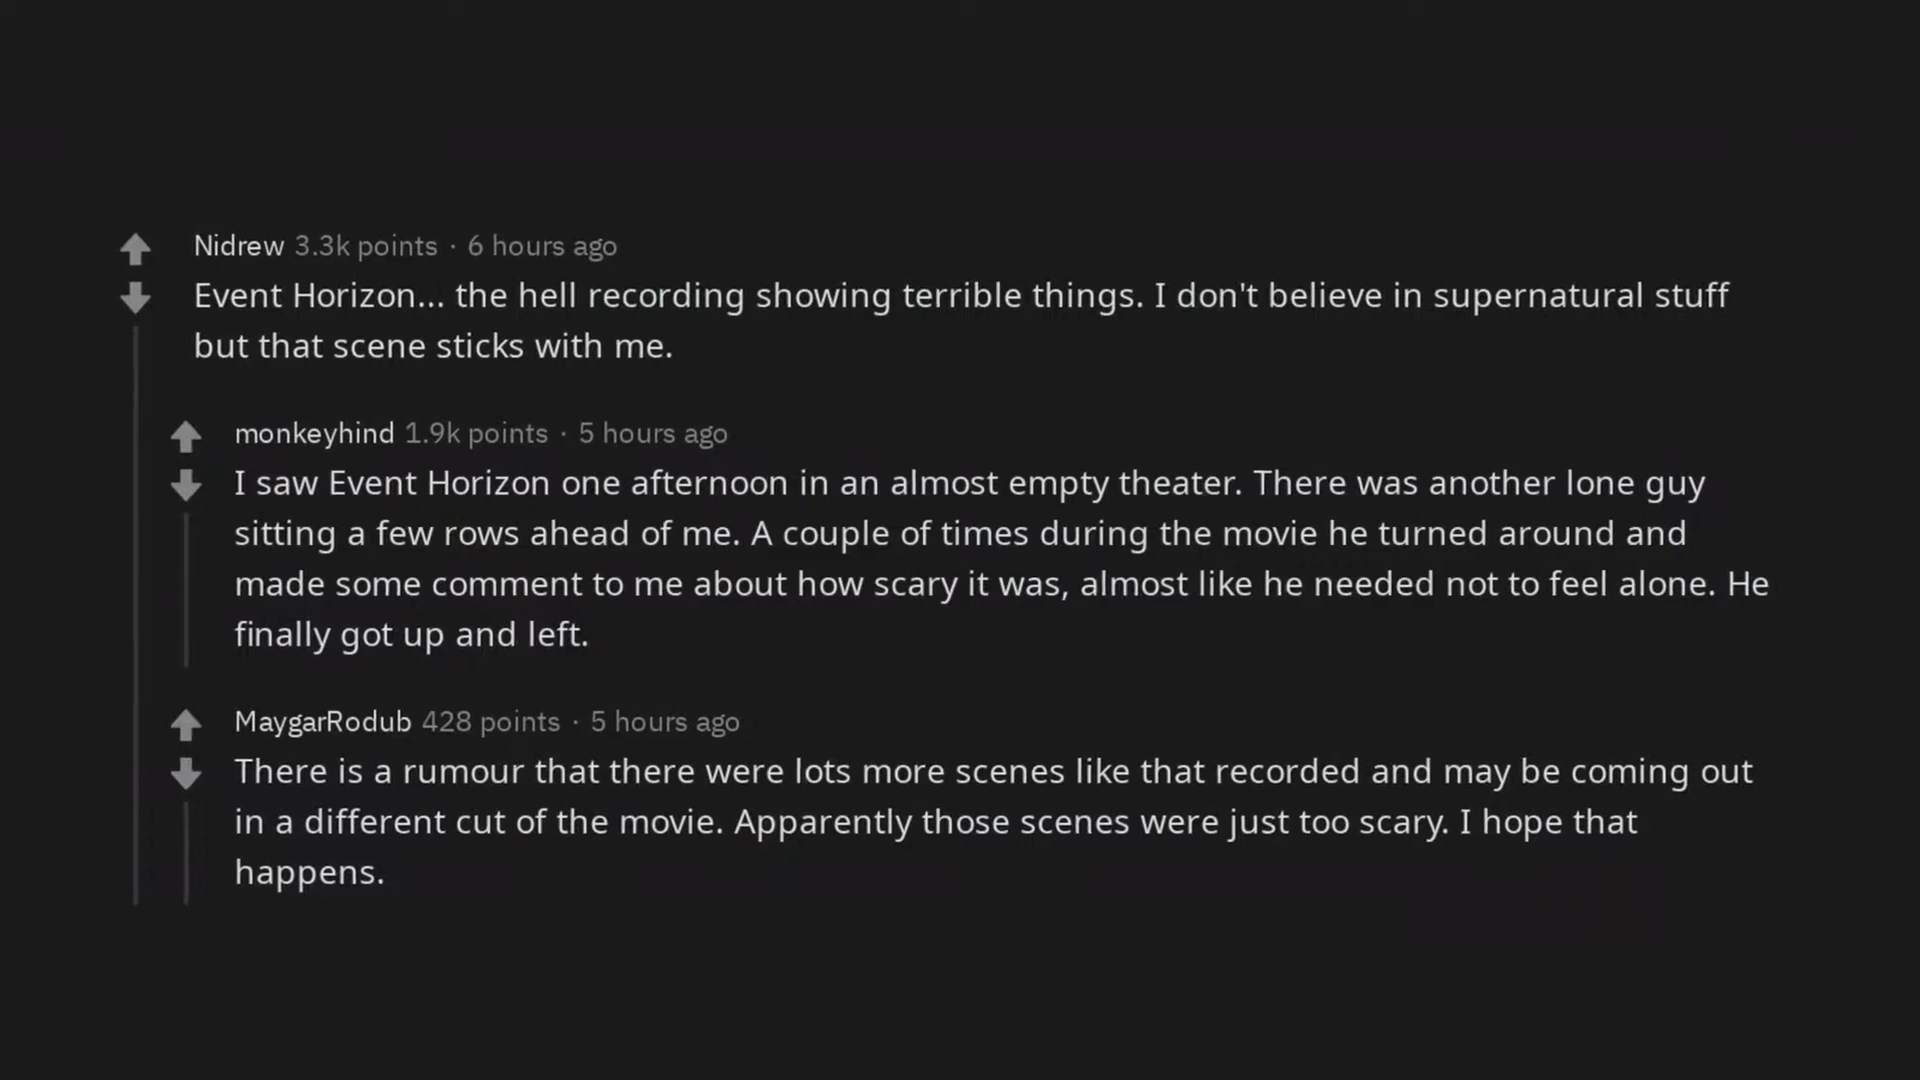 Nidrew 3.3k points · 6 hours ago
Event Horizon... the hell recording showing terrible things. I don't believe in supernatural stuff
but that scene sticks with me.
monkeyhind 1.9k points · 5 hours ago
I saw Event Horizon one afternoon in an almost empty theater. There was another lone guy
sitting a few rows ahead of me. A couple of times during the movie he turned around and
made some comment to me about how scary it was, almost like he needed not to feel alone. He
finally got up and left.
MaygarRodub 428 points · 5 hours ago
There is a rumour that there were lots more scenes like that recorded and may be coming out
in a different cut of the movie. Apparently those scenes were just too scary. I hope that
happens.